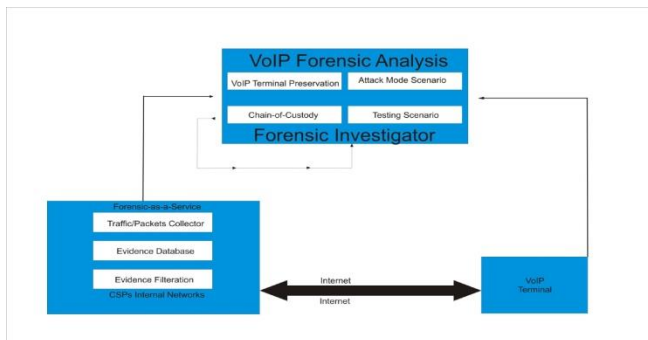 VoIP Forensic Analysis
VoIP Terminal Preservation
Attack Mode Scenario
Chain-of-Custody
Testing Scenario
Forensic Investigator
Forensic-as-a-Service
Traffic/Packets Collector
Evidence Database
Evidence Filteration
CSPs Internal Networks
Internet
Internet
VoIP
Terminal